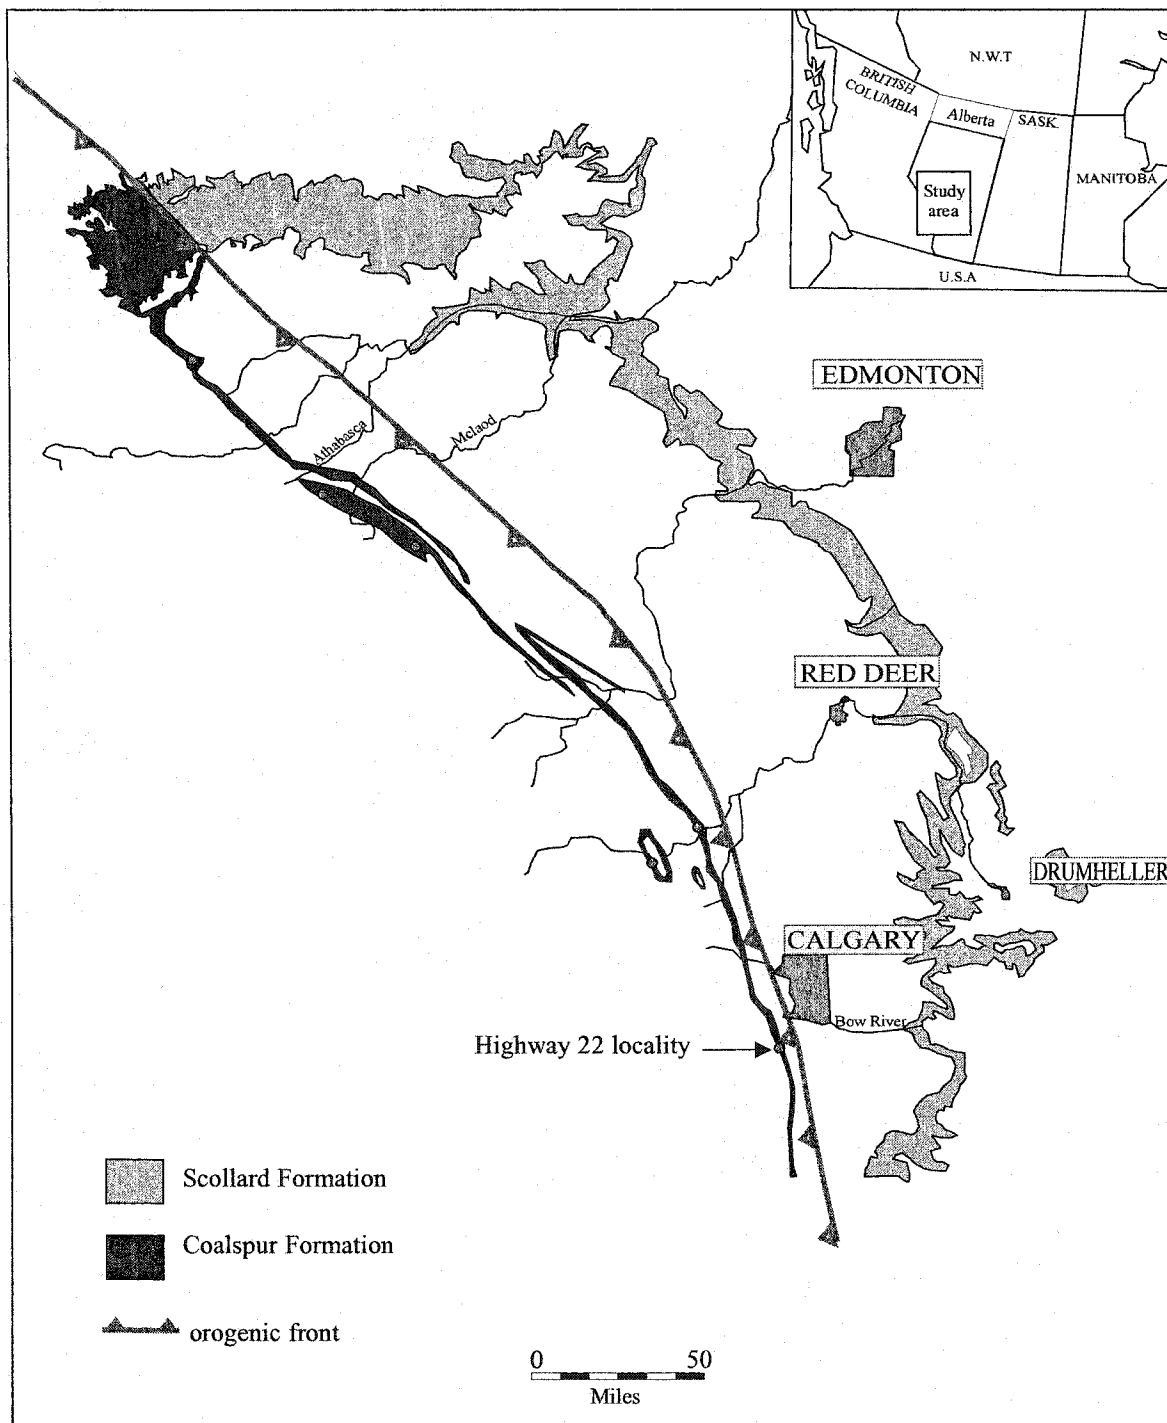 N.W.T
BRITISH
COLUMBIA
Alberta
SASK.
MANITOBA
Study
area
U.S.A
EDMONTON
Athabasca
Mclaod
RED DEER
DRUMHELLER
CALGARY
Bow River
Highway 22 locality
Scollard Formation
Coalspur Formation
orogenic front
0 50
Miles